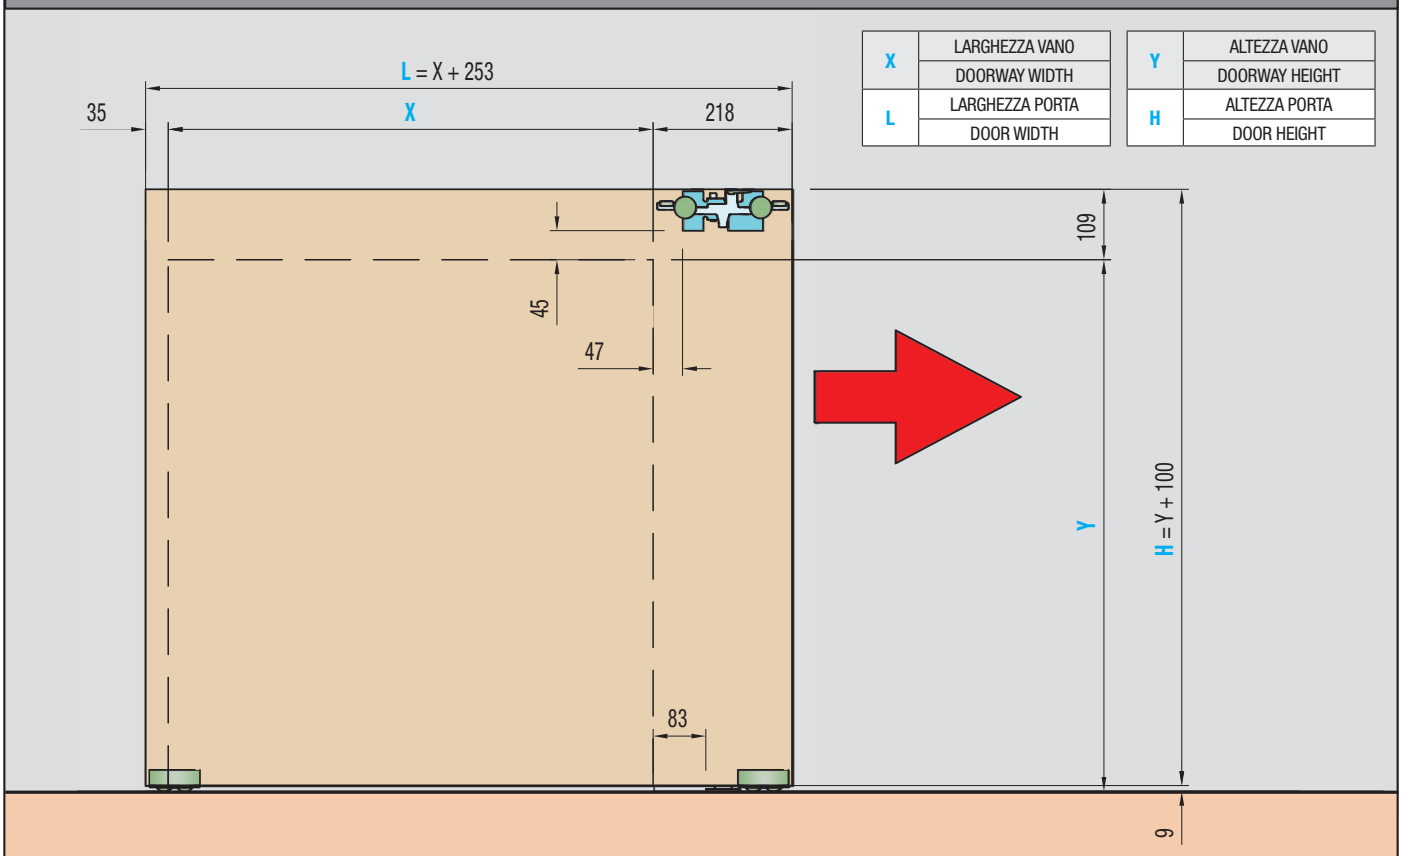 L = X + 253
35
X
218
X
LARGHEZZA VANO
DOORWAY WIDTH
L
LARGHEZZA PORTA
DOOR WIDTH
Y
ALTEZZA VANO
DOORWAY HEIGHT
H
ALTEZZA PORTA
DOOR HEIGHT
109
45
47
Y
H = Y + 100
83
9